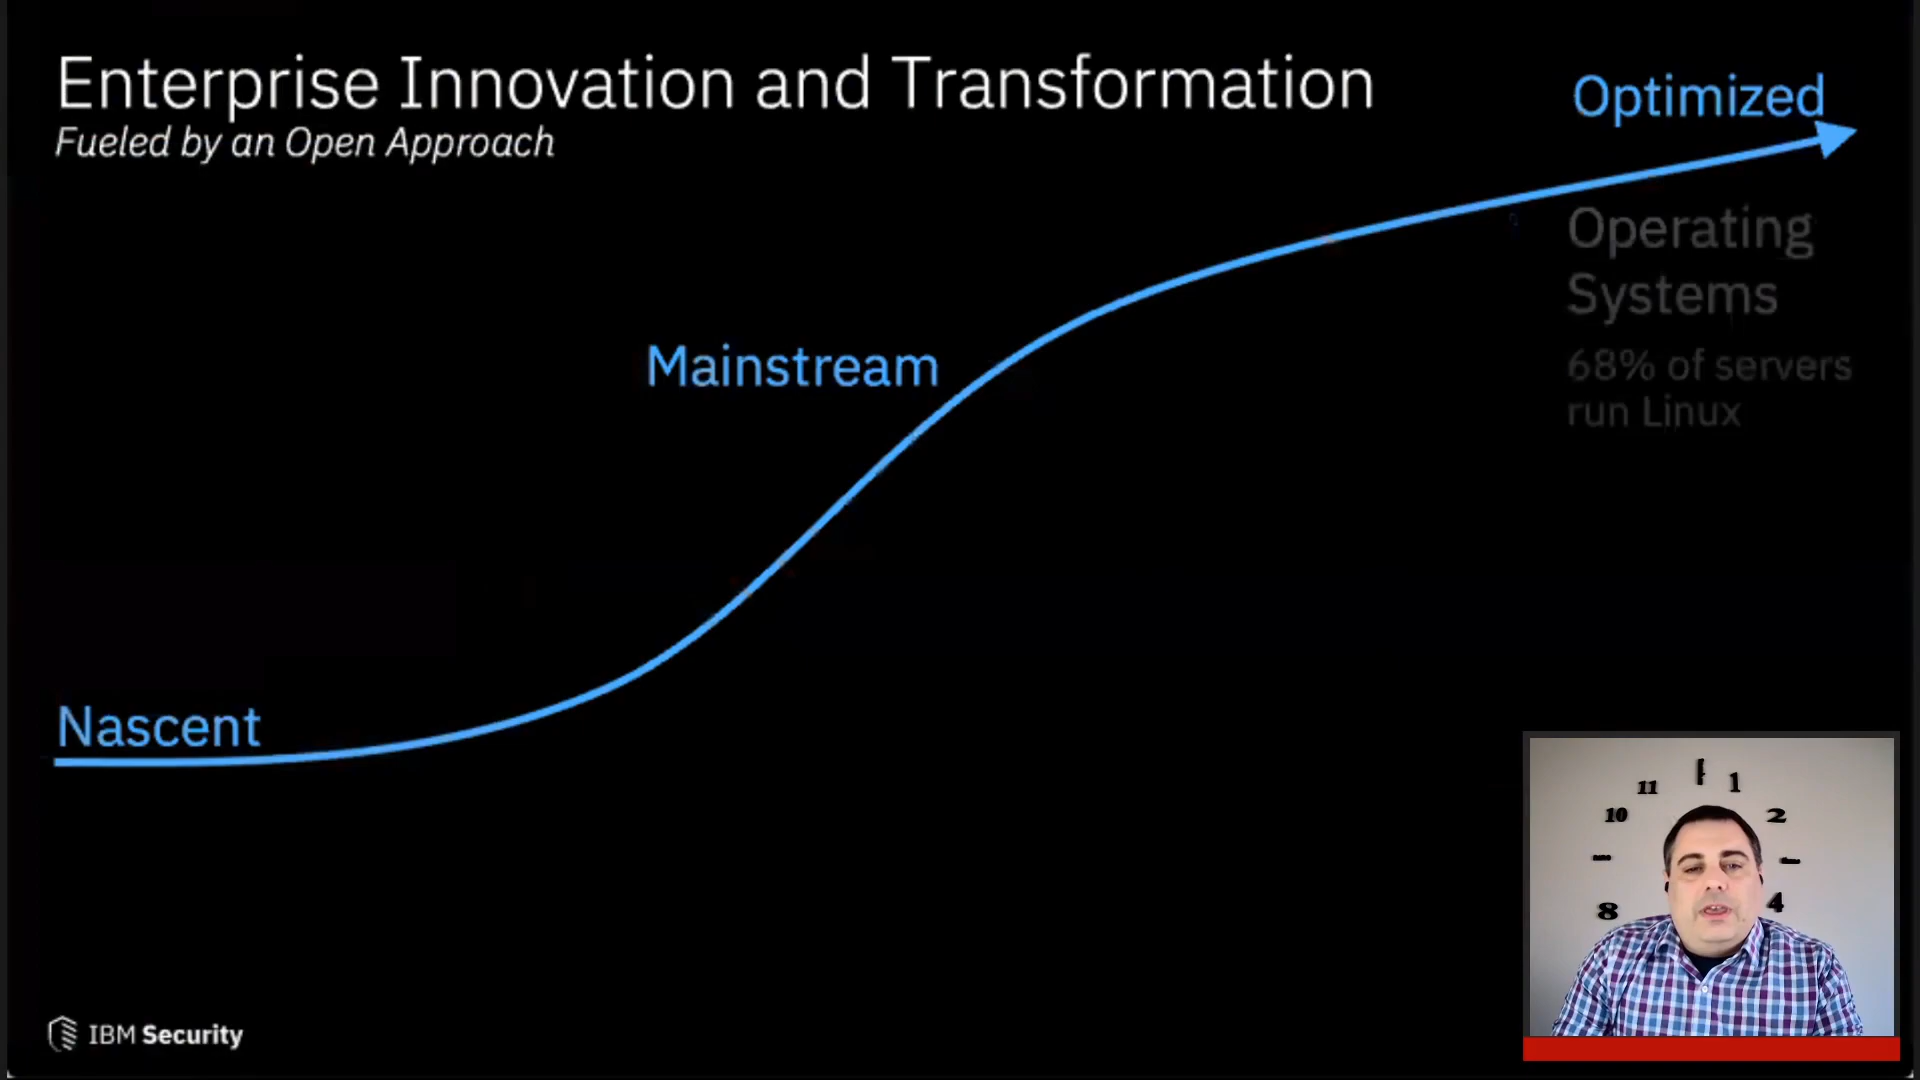 Enterprise Innovation and Transformation
Fueled by an Open Approach
Optimized
Operating
Systems
68% of servers
run Linux
Mainstream
Nascent
11
1
10
2
8
4
IBM Security